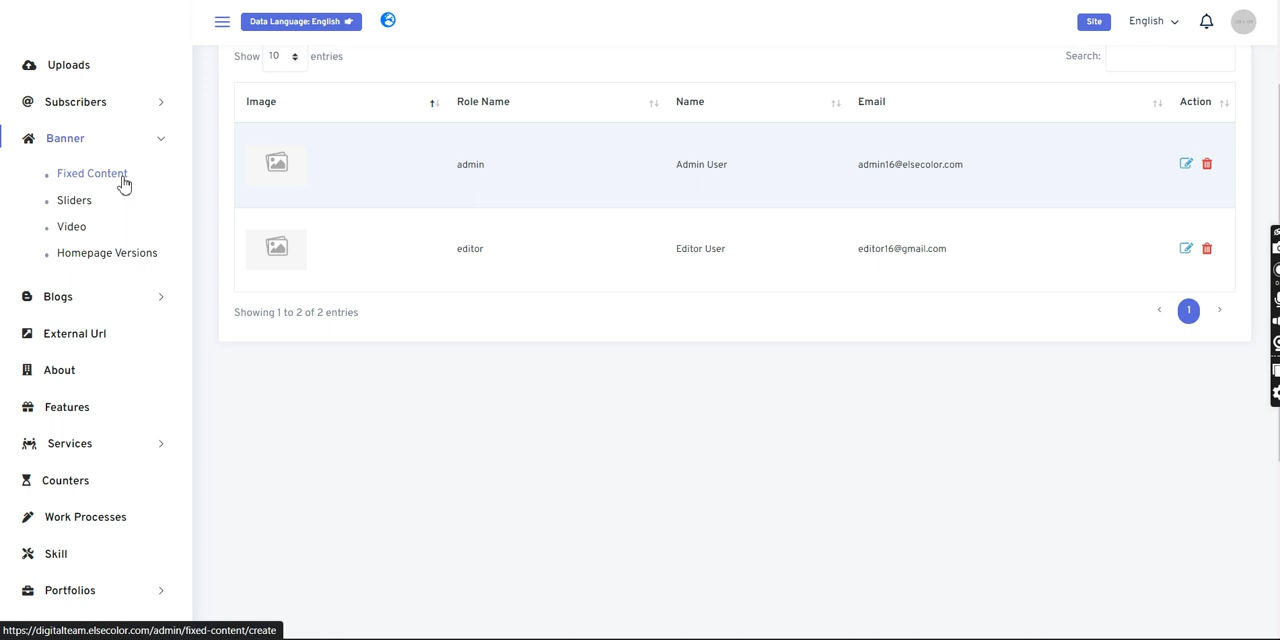 Data Language: English
Site
English
Uploads
Subscribers
Banner
Fixed Content
Sliders
Video
Homepage Versions
Blogs
External Url
About
Features
Services
Counters
Work Processes
Skill
Portfolios
Show 10 entries
Search:
Image Role Name Name Email Action
admin Admin User admin16@elsecolor.com
editor Editor User editor16@gmail.com
Showing 1 to 2 of 2 entries
< 1 >
https://digitalteam.elsecolor.com/admin/fixed-content/create